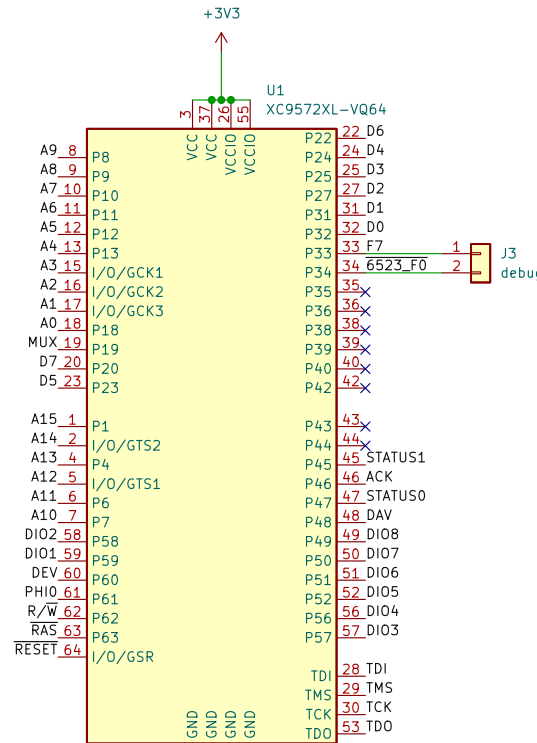 +3V3
U1
XC9572XL-VQ64
3 VCC
37 VCC
26 VCCIO
55 VCCIO
A9 8 P8
A8 9 P9
A7 10 P10
A6 11 P11
A5 12 P12
A4 13 P13
A3 15 I/O/GCK1
A2 16 I/O/GCK2
A1 17 I/O/GCK3
A0 18 P18
MUX 19 P19
D7 20 P20
D5 23 P23
A15 1 P1
A14 2 I/O/GTS2
A13 4 P4
A12 5 I/O/GTS1
A11 6 P6
A10 7 P7
DIO2 58 P58
DIO1 59 P59
DEV 60 P60
PHI0 61 P61
R/W 62 P62
RAS 63 P63
RESET 64 I/O/GSR
P22 22 D6
P24 24 D4
P25 25 D3
P27 27 D2
P31 31 D1
P32 32 D0
P33 33 F7 1
P34 34 6523_F0 2
J3
debug
P35 35
P36 36
P38 38
P39 39
P40 40
P42 42
P43 43
P44 44
P45 45 STATUS1
P46 46 ACK
P47 47 STATUS0
P48 48 DAV
P49 49 DIO8
P50 50 DIO7
P51 51 DIO6
P52 52 DIO5
P56 56 DIO4
P57 57 DIO3
TDI 28 TDI
TMS 29 TMS
TCK 30 TCK
TDO 53 TDO
GND
GND
GND
GND